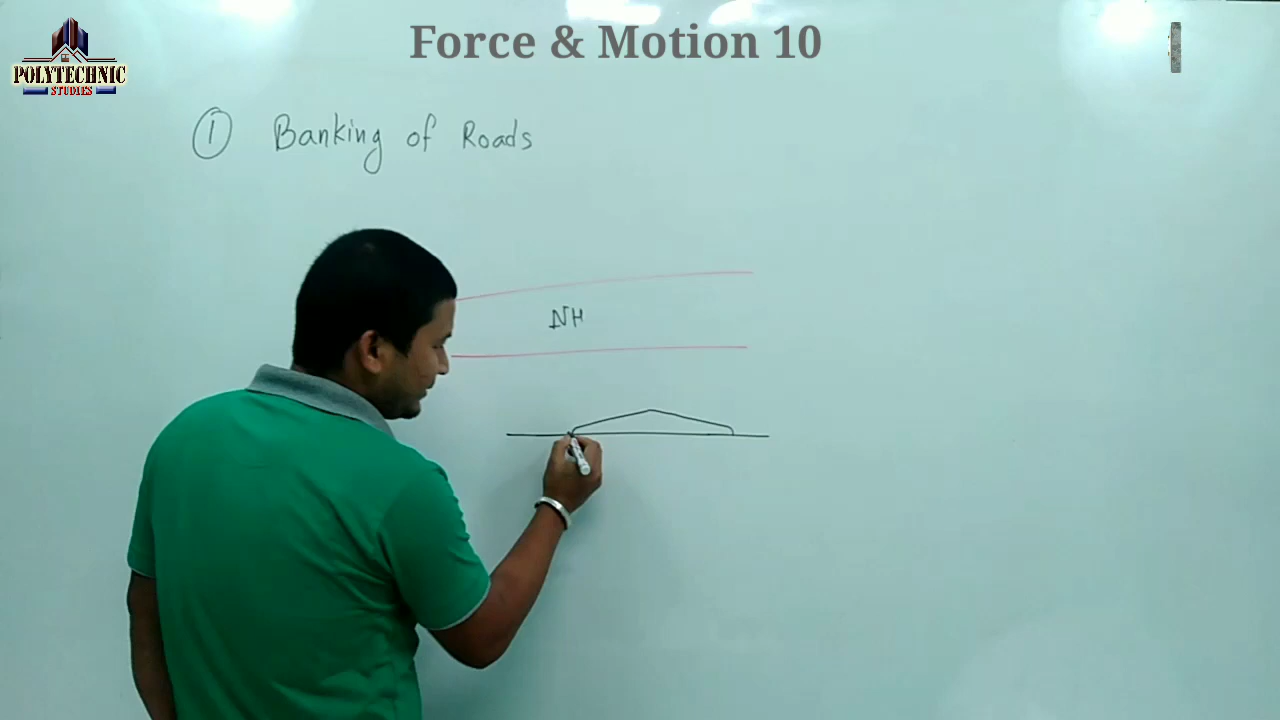 Force & Motion 10
POLYTECHNIC
STUDIES
① Banking of Roads
NH